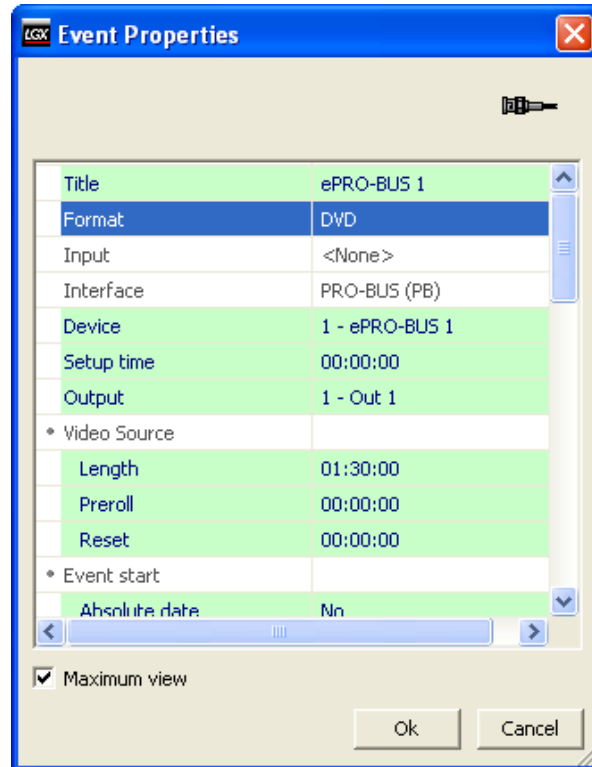 LGX Event Properties
Title ePRO-BUS 1
Format DVD
Input <None>
Interface PRO-BUS (PB)
Device 1 - ePRO-BUS 1
Setup time 00:00:00
Output 1 - Out 1
• Video Source
Length 01:30:00
Preroll 00:00:00
Reset 00:00:00
• Event start
Absolute date No
Maximum view
Ok Cancel